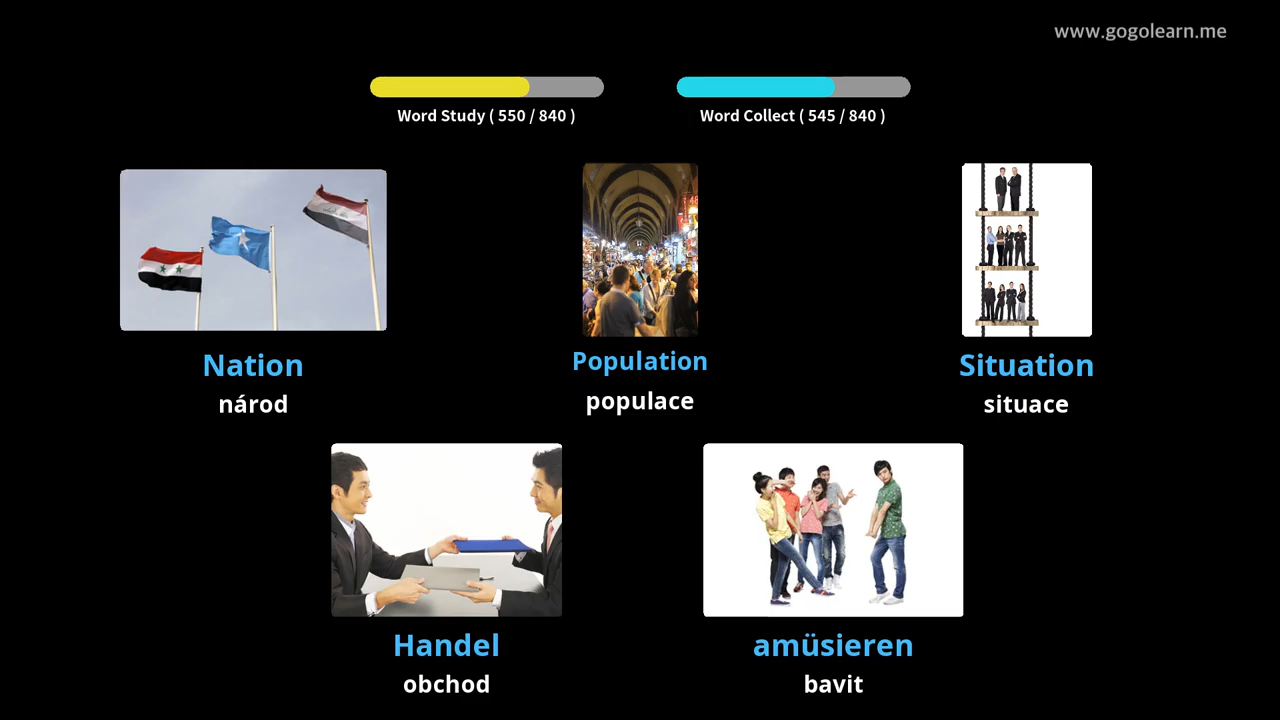 www.gogolearn.me
Word Study ( 550 / 840 )
Word Collect ( 545 / 840 )
Nation
národ
Population
populace
Situation
situace
Handel
obchod
amüsieren
bavit